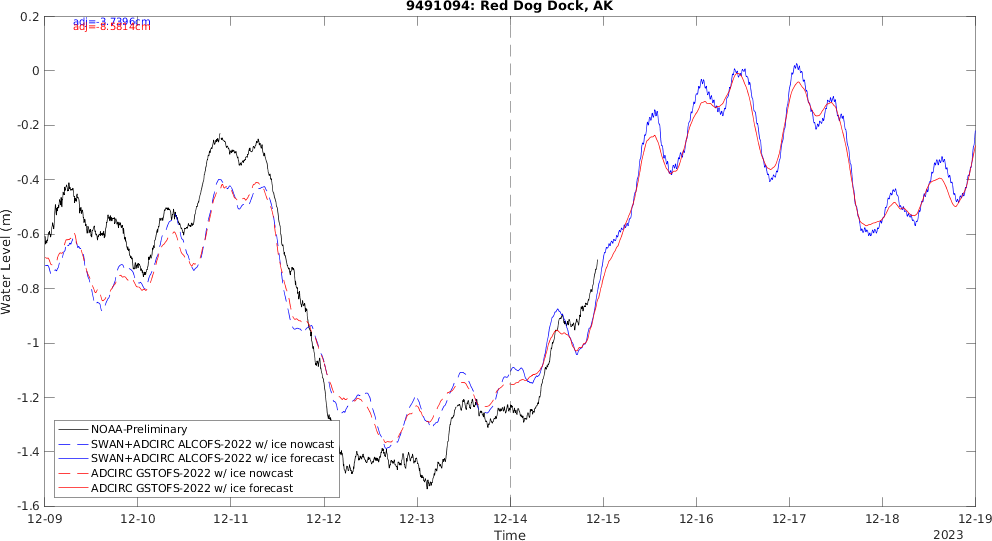 9491094: Red Dog Dock, AK
adj=-3.7396cm
adj=-8.5814cm
0.2
0
-0.2
-0.4
-0.6
-0.8
-1
-1.2
-1.4
-1.6
Water Level (m)
NOAA-Preliminary
SWAN+ADCIRC ALCOFS-2022 w/ ice nowcast
SWAN+ADCIRC ALCOFS-2022 w/ ice forecast
ADCIRC GSTOFS-2022 w/ ice nowcast
ADCIRC GSTOFS-2022 w/ ice forecast
12-09 12-10 12-11 12-12 12-13 12-14 12-15 12-16 12-17 12-18 12-19
Time
2023